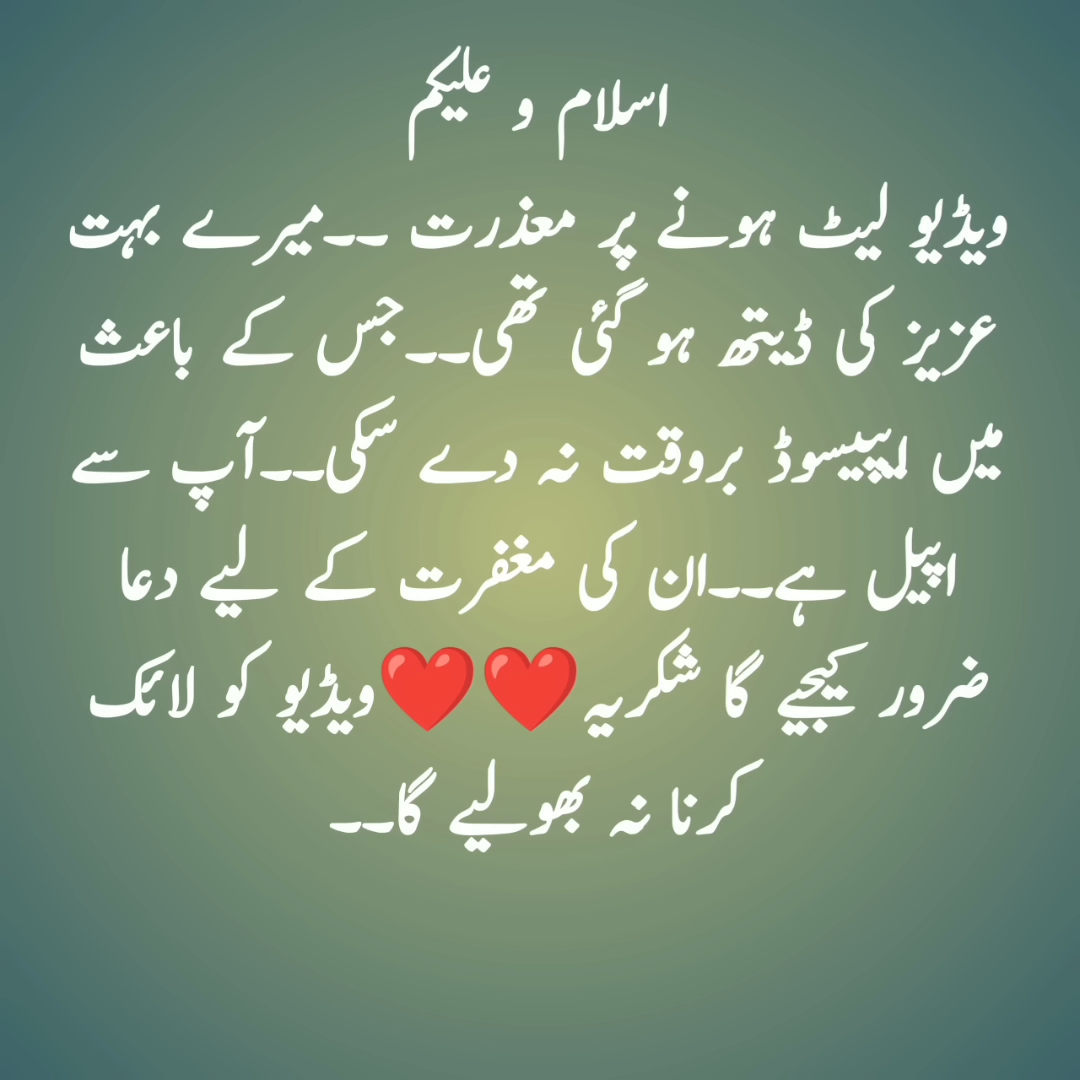 اسلام و علیکم
ویڈیو لیٹ ہونے پر معذرت ۔۔میرے بہت
عزیز کی ڈیتھ ہو گئی تھی۔۔جس کے باعث
میں اپیسوڈ بروقت نہ دے سکی۔۔آپ سے
اپیل ہے۔۔ان کی مغفرت کے لیے دعا
ضرور کیجیے گا شکریہ❤️❤️ویڈیو کو لائک
کرنا نہ بھولیے گا۔۔